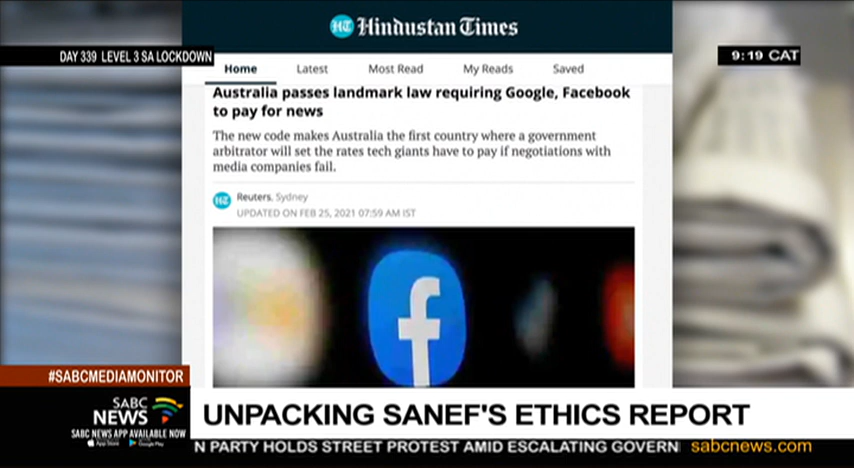 HT Hindustan Times
DAY 339 LEVEL 3 SA LOCKDOWN
9:19 CAT
Home Latest Most Read My Reads Saved
Australia passes landmark law requiring Google, Facebook
to pay for news
The new code makes Australia the first country where a government
arbitrator will set the rates tech giants have to pay if negotiations with
media companies fail.
HT Reuters, Sydney
UPDATED ON FEB 25, 2021 07:59 AM IST
f
#SABCMEDIAMONITOR
SABC
NEWS
UNPACKING SANEF'S ETHICS REPORT
SABC NEWS APP AVAILABLE NOW
App Store Google Play
N PARTY HOLDS STREET PROTEST AMID ESCALATING GOVERN
sabcnews.com